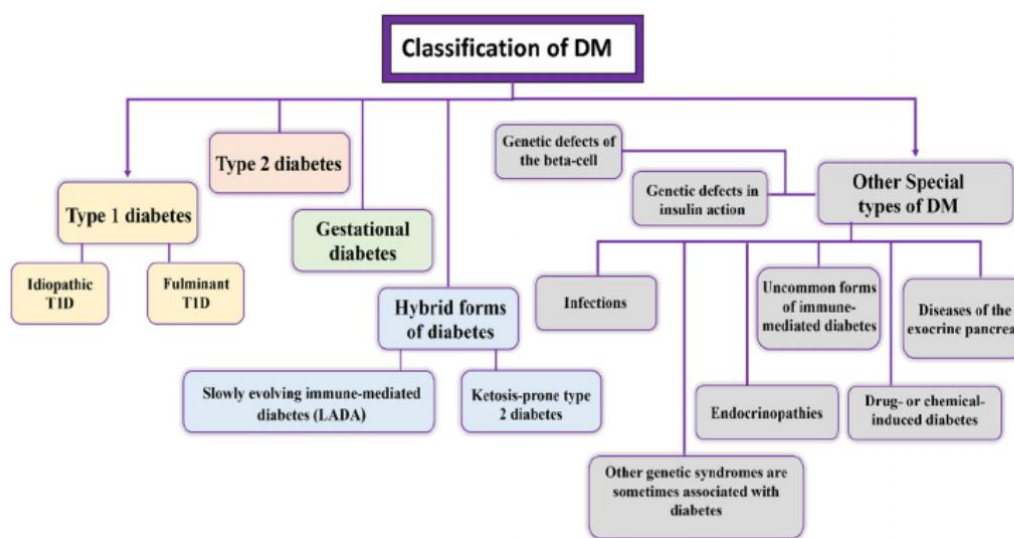 Classification of DM
Type 1 diabetes
Idiopathic
T1D
Fulminant
T1D
Type 2 diabetes
Gestational
diabetes
Hybrid forms
of diabetes
Slowly evolving immune-mediated
diabetes (LADA)
Ketosis-prone type
2 diabetes
Genetic defects of
the beta-cell
Genetic defects in
insulin action
Other Special
types of DM
Infections
Uncommon forms
of immune-
mediated diabetes
Diseases of the
exocrine pancrea
Endocrinopathies
Drug- or chemical-
induced diabetes
Other genetic syndromes are
sometimes associated with
diabetes